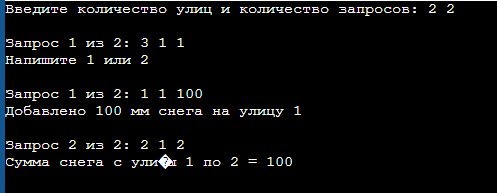 Введите количество улиц и количество запросов: 2 2
Запрос 1 из 2: 3 1 1
Напишите 1 или 2
Запрос 1 из 2: 1 1 100
Добавлено 100 мм снега на улицу 1
Запрос 2 из 2: 2 1 2
Сумма снега с ули�ы 1 по 2 = 100